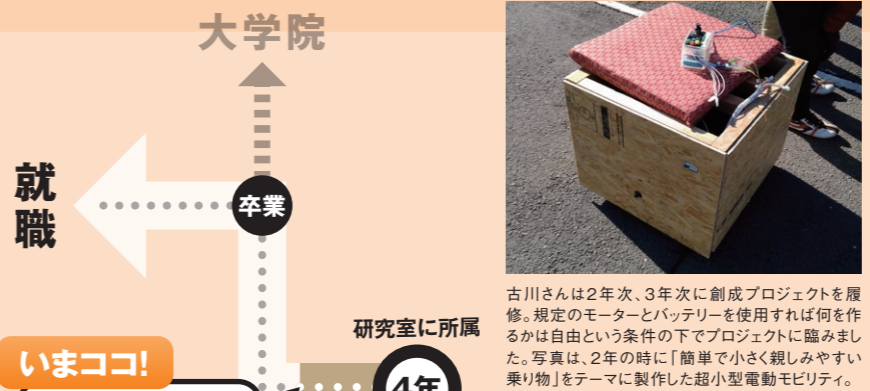 大学院
就職
卒業
研究室に所属
いまココ!
4年
古川さんは2年次、3年次に創成プロジェクトを履
修。規定のモーターとバッテリーを使用すれば何を作
るかは自由という条件の下でプロジェクトに臨みまし
た。写真は、2年の時に「簡単で小さく親しみやすい
乗り物」をテーマに製作した超小型電動モビリティ。